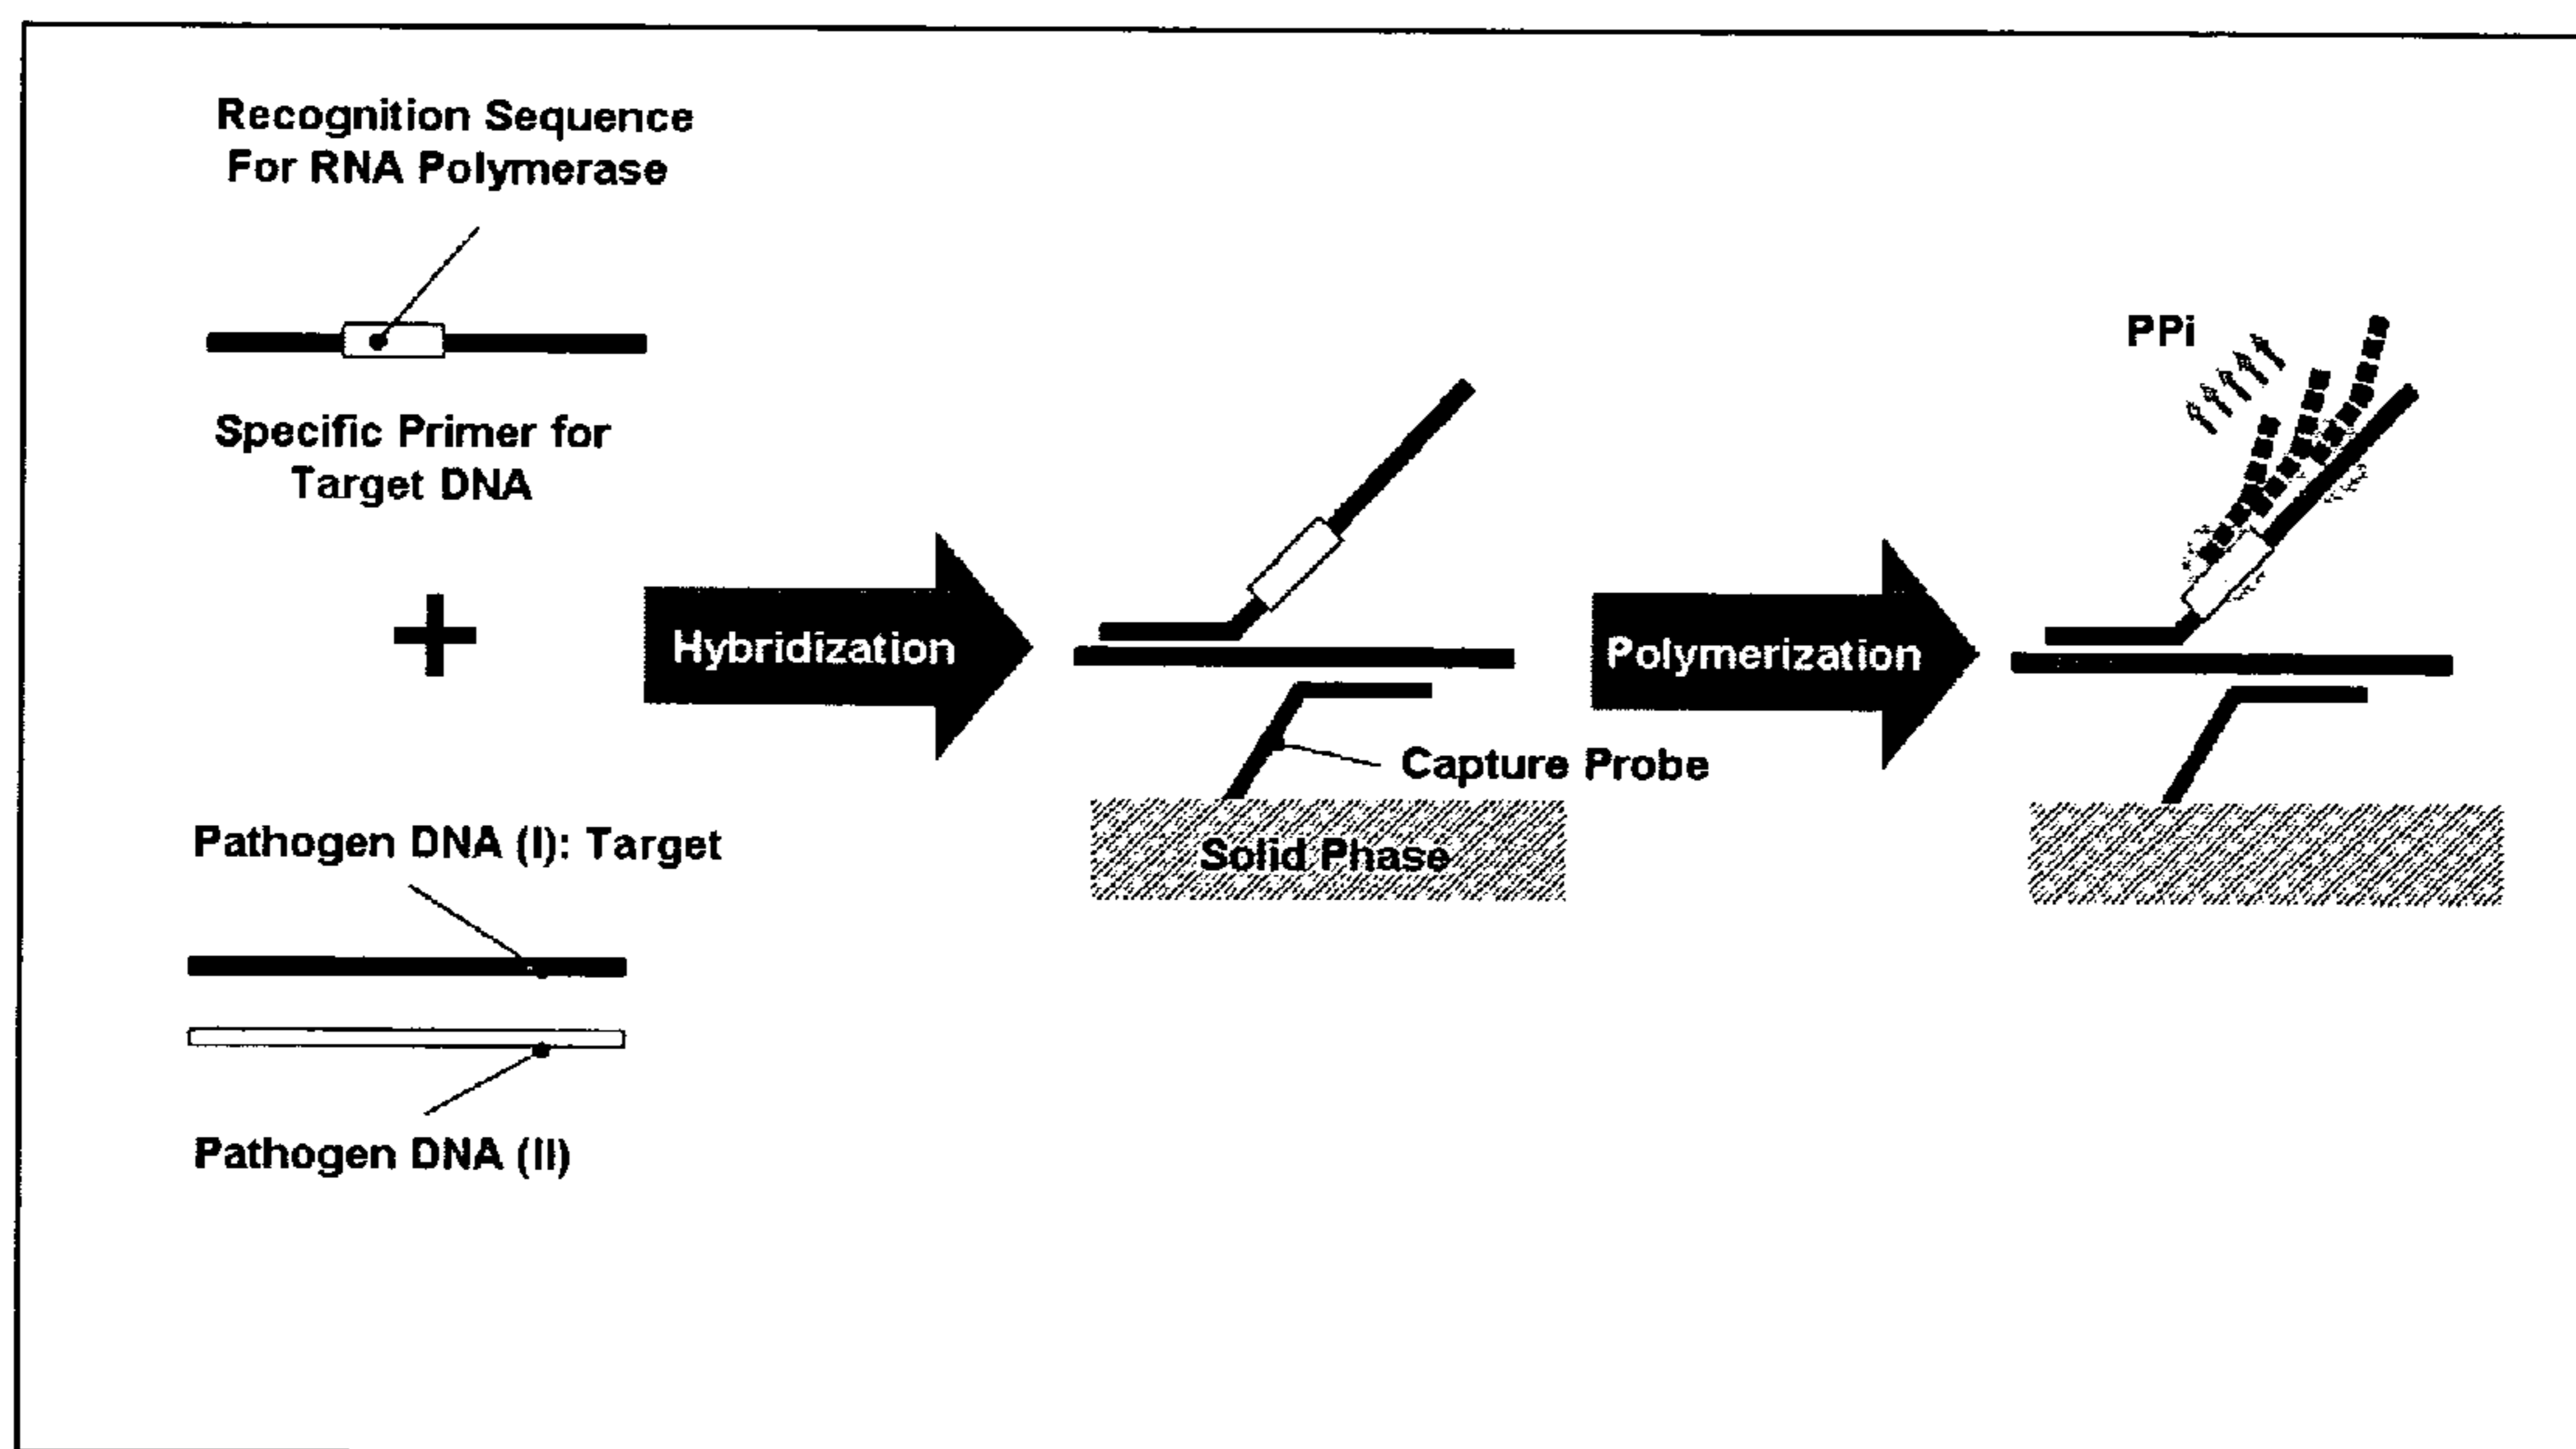 Recognition Sequence
For RNA Polymerase
Specific Primer for
Target DNA
Pathogen DNA (I): Target
Pathogen DNA (II)
Hybridization
Capture Probe
Solid Phase
Polymerization
PPi